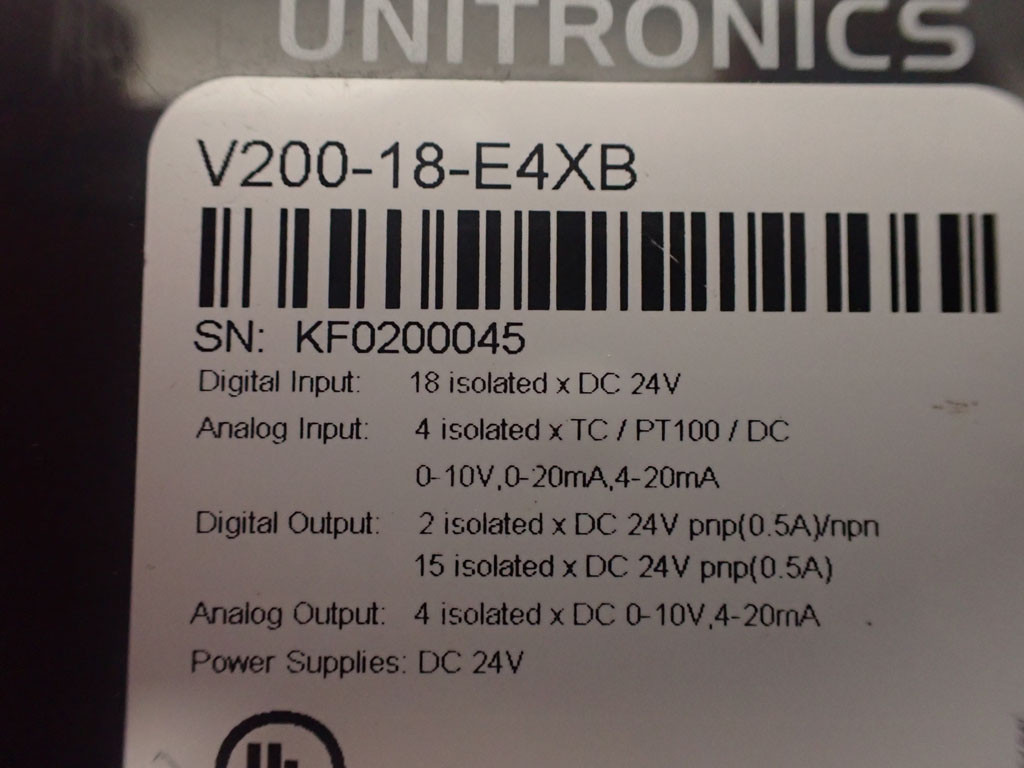 UNITRONICS
V200-18-E4XB
SN: KF0200045
Digital Input: 18 isolated x DC 24V
Analog Input: 4 isolated x TC / PT100 / DC
0-10V,0-20mA,4-20mA
Digital Output: 2 isolated x DC 24V pnp(0.5A)/npn
15 isolated x DC 24V pnp(0.5A)
Analog Output: 4 isolated x DC 0-10V,4-20mA
Power Supplies: DC 24V